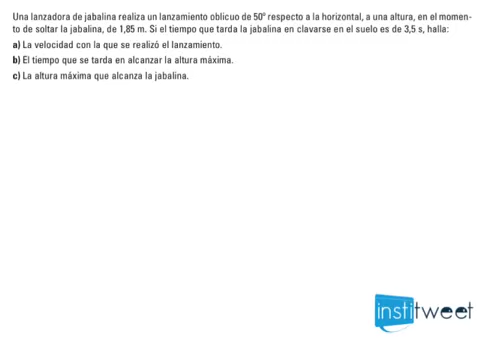 Una lanzadora de jabalina realiza un lanzamiento oblicuo de 50º respecto a la horizontal, a una altura, en el momen-
to de soltar la jabalina, de 1,85 m. Si el tiempo que tarda la jabalina en clavarse en el suelo es de 3,5 s, halla:
a) La velocidad con la que se realizó el lanzamiento.
b) El tiempo que se tarda en alcanzar la altura máxima.
c) La altura máxima que alcanza la jabalina.
institweet